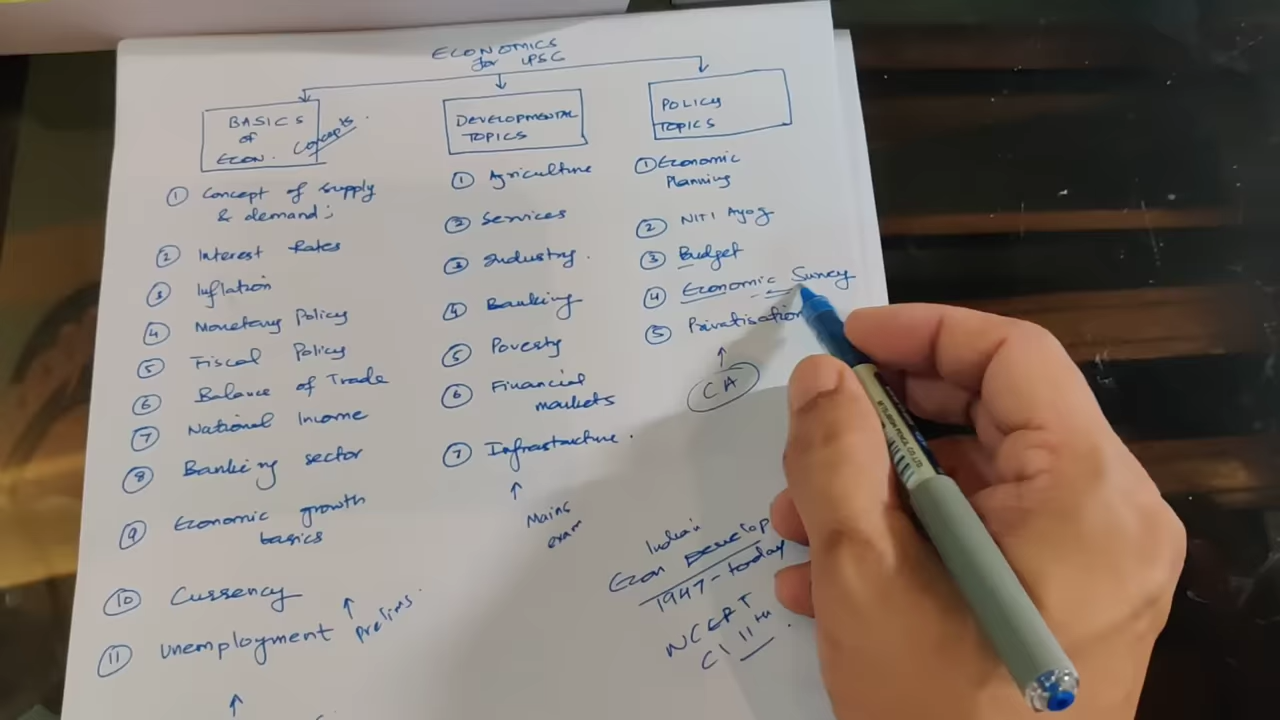 ECONOMICS
for UPSC
BASICS
of
ECON. Concepts.
① Concept of supply
& demand;
② Interest Rates
③ Inflation
④ Monetary Policy
⑤ Fiscal Policy
⑥ Balance of Trade
⑦ National Income
⑧ Banking sector
⑨ Economic growth
basics
⑩ Currency
⑪ Unemployment
prelims.
DEVELOPMENTAL
TOPICS
① Agriculture
② Services
③ Industry.
④ Banking
⑤ Poverty
⑥ Financial
markets
⑦ Infrastructure.
Mains
exam
POLICY
TOPICS
① Economic
Planning
② NITI Ayog
③ Budget
④ Economic Survey
⑤ Privatisation
CA
Indian
Econ Develop
1947-today
NCERT
Cl 11th.